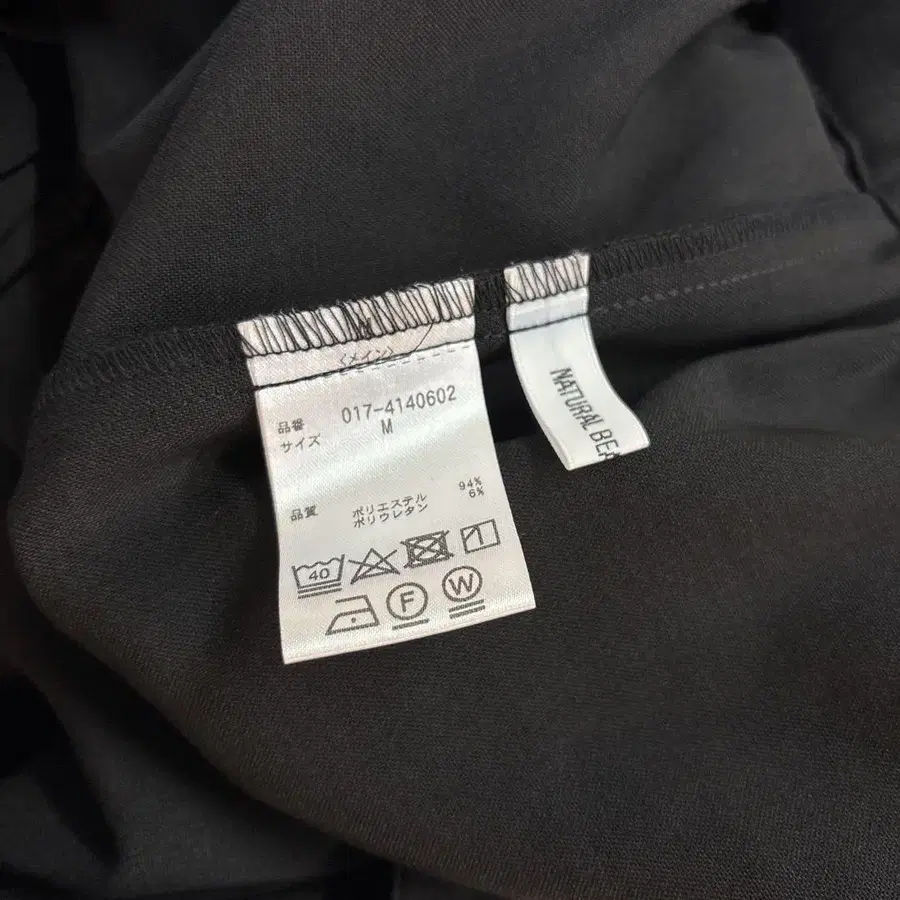 〈メイン〉
品番 017-4140602
サイズ M
品質 ポリエステル 94%
ポリウレタン 6%
40
F W
NATURAL BEA